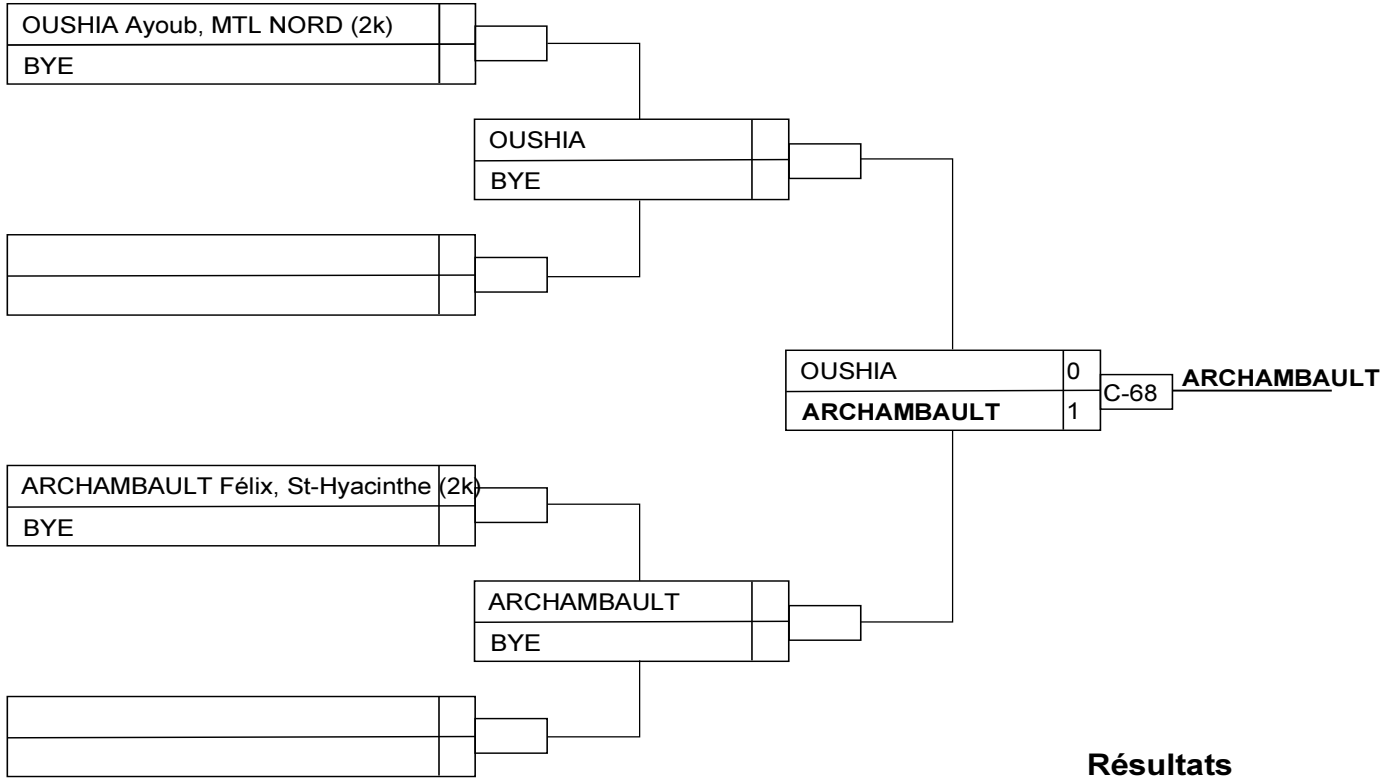 OUSHIA Ayoub, MTL NORD (2k)
BYE
OUSHIA
BYE
OUSHIA 0
ARCHAMBAULT 1
C-68
ARCHAMBAULT
ARCHAMBAULT Félix, St-Hyacinthe (2k)
BYE
ARCHAMBAULT
BYE
Résultats